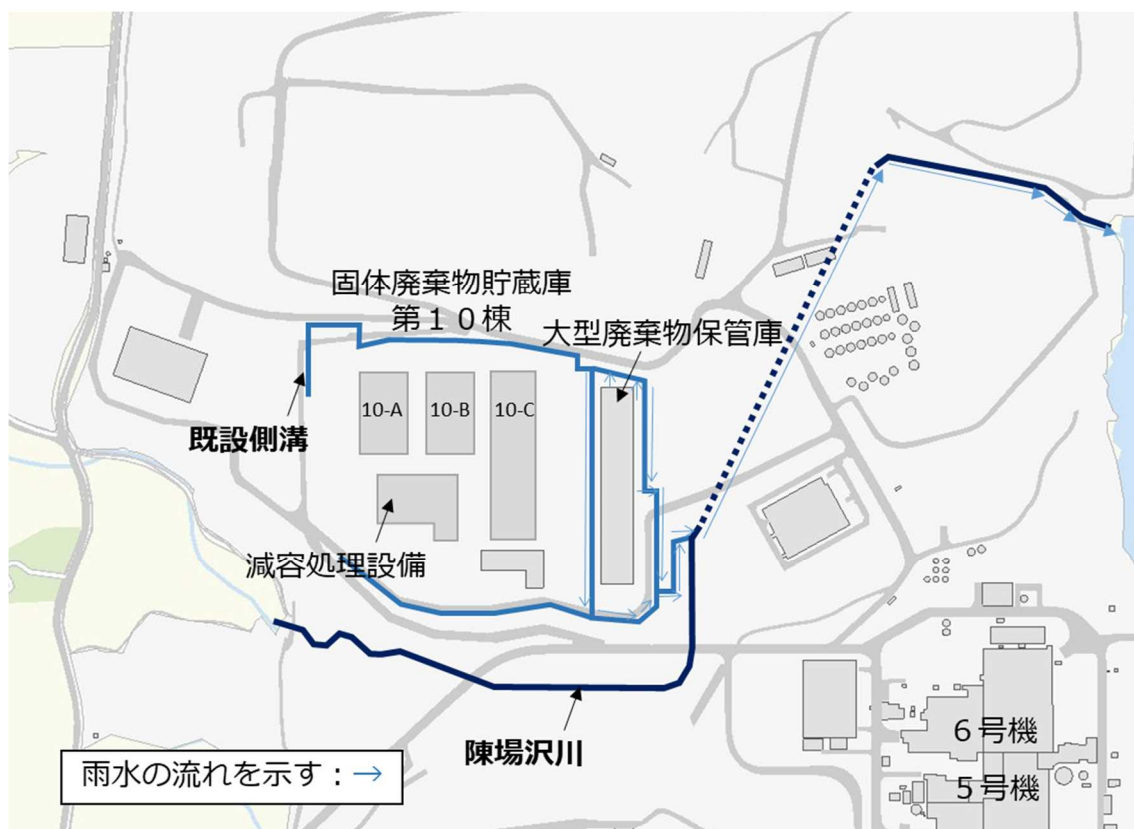 固体廃棄物貯蔵庫
第１０棟
大型廃棄物保管庫
10-A
10-B
10-C
既設側溝
減容処理設備
陳場沢川
６号機
５号機
雨水の流れを示す：→